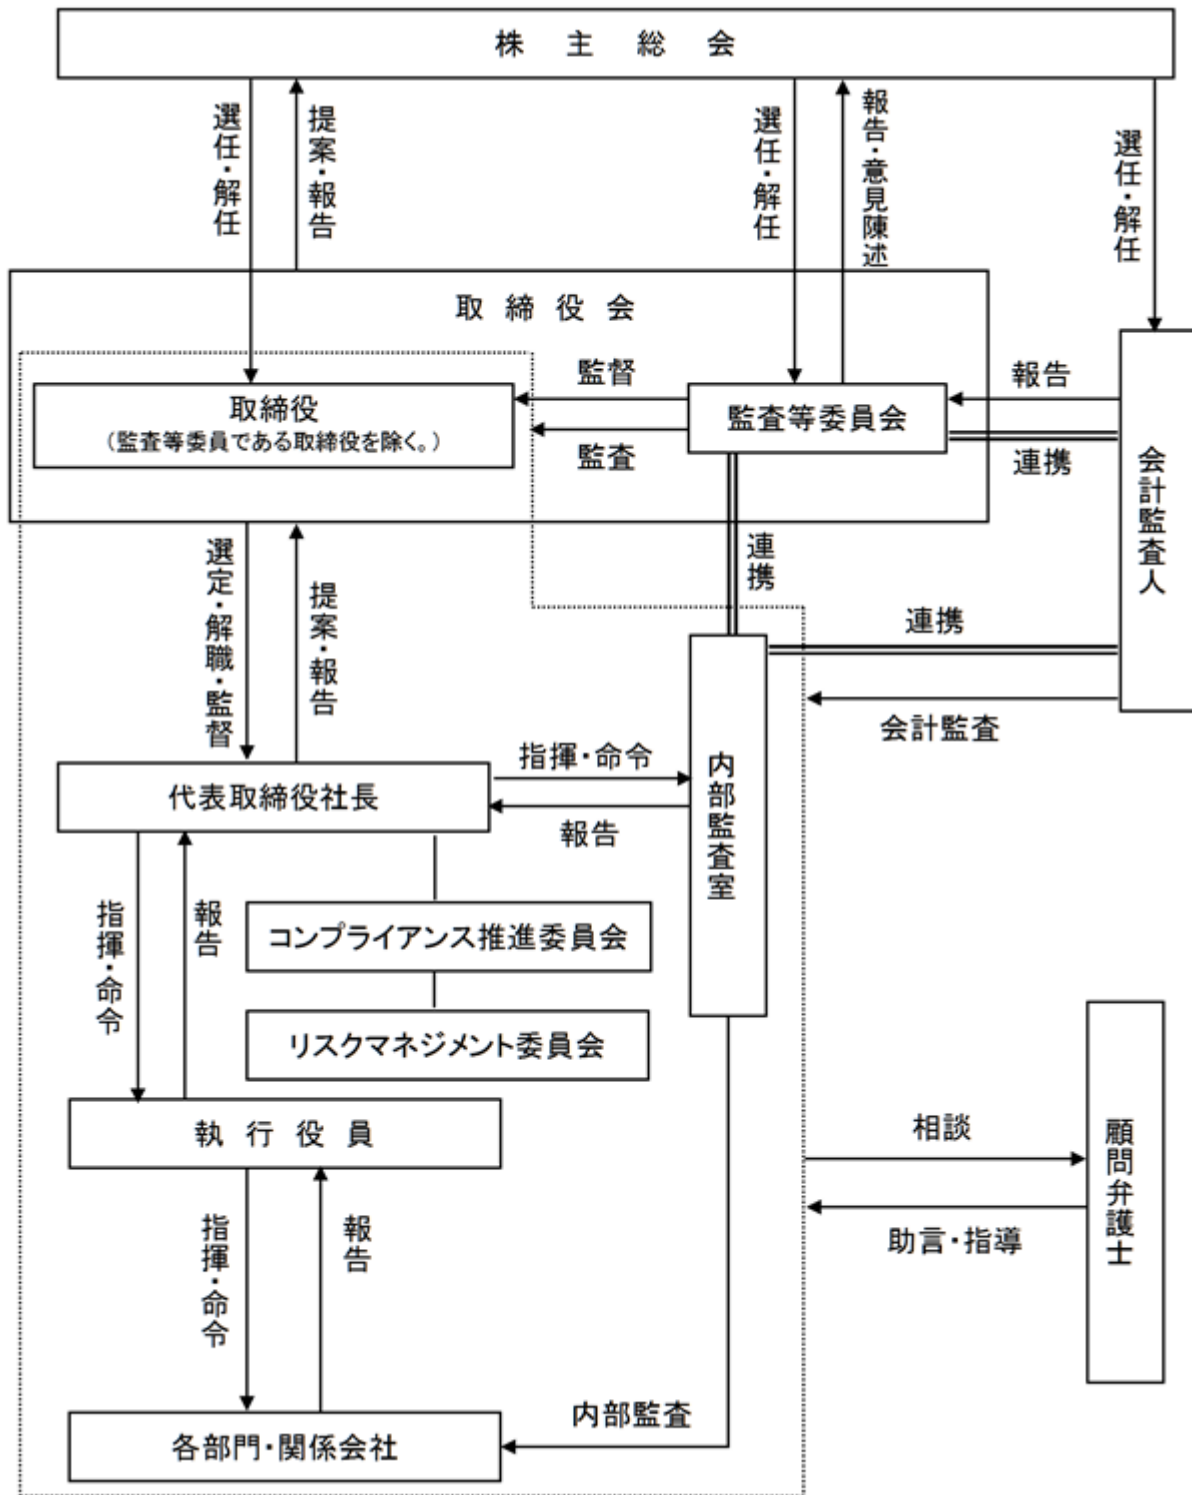 株 主 総 会
選任・解任
提案・報告
選任・解任
報告・意見陳述
選任・解任
取 締 役 会
取締役
（監査等委員である取締役を除く。）
監督
監査
監査等委員会
報告
連携
会計監査人
選定・解職・監督
提案・報告
連携
連携
会計監査
代表取締役社長
指揮・命令
報告
内部監査室
指揮・命令
報告
コンプライアンス推進委員会
リスクマネジメント委員会
執 行 役 員
相談
助言・指導
顧問弁護士
指揮・命令
報告
内部監査
各部門・関係会社